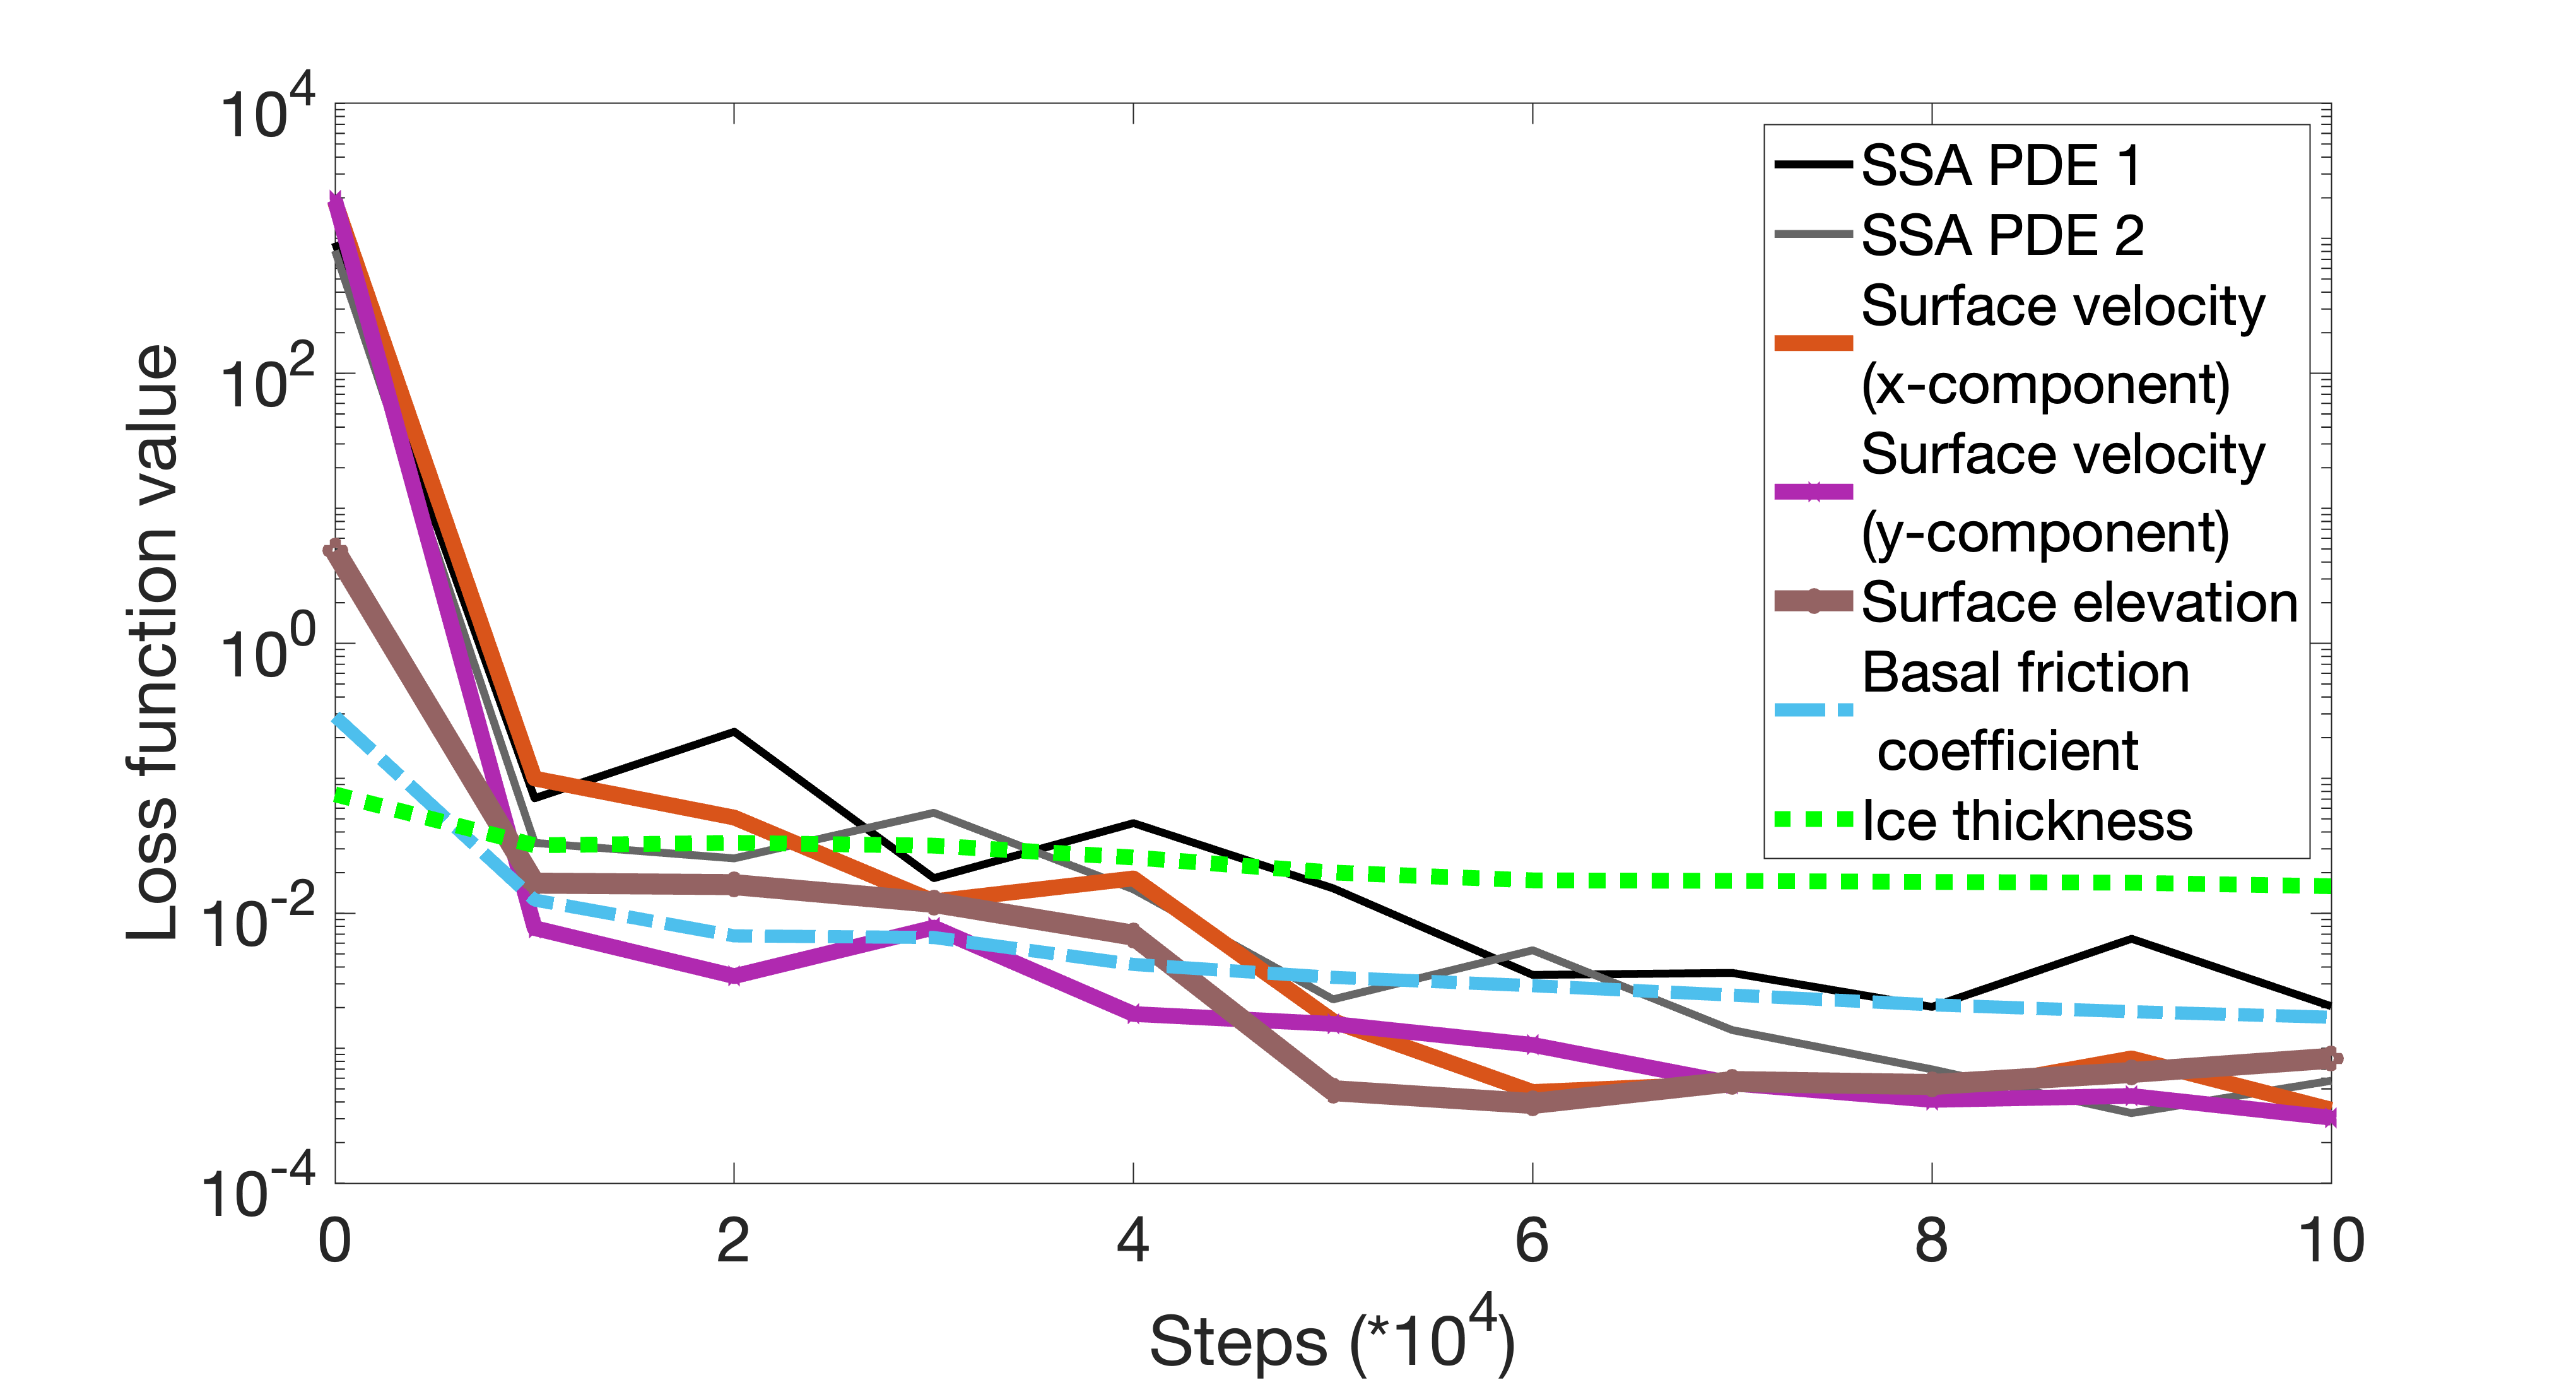 10^4
10^2
10^0
10^-2
10^-4
Loss function value
0 2 4 6 8 10
Steps (*10^4)
SSA PDE 1
SSA PDE 2
Surface velocity
(x-component)
Surface velocity
(y-component)
Surface elevation
Basal friction
coefficient
Ice thickness